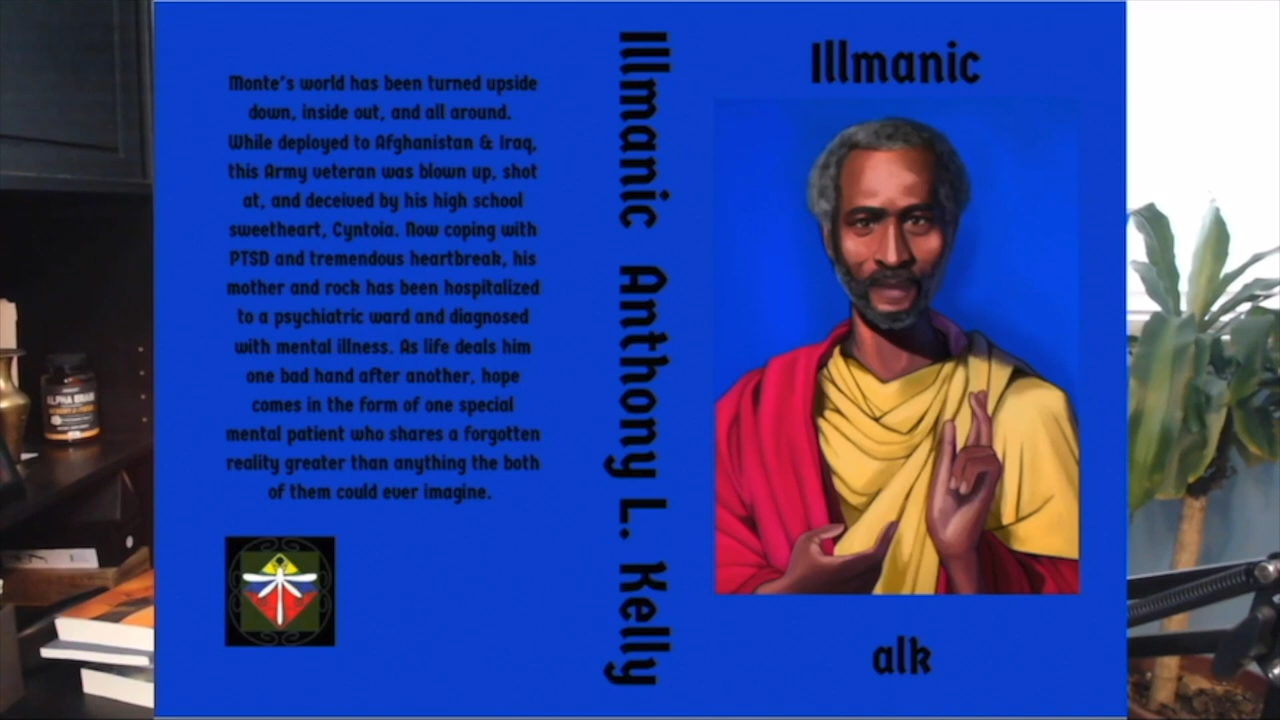 Monte's world has been turned upside
down, inside out, and all around.
While deployed to Afghanistan & Iraq,
this Army veteran was blown up, shot
at, and deceived by his high school
sweetheart, Cyntoia. Now coping with
PTSD and tremendous heartbreak, his
mother and rock has been hospitalized
to a psychiatric ward and diagnosed
with mental illness. As life deals him
one bad hand after another, hope
comes in the form of one special
mental patient who shares a forgotten
reality greater than anything the both
of them could ever imagine.
Illmanic Anthony L. Kelly
Illmanic
alk
ALPHA BRAIN